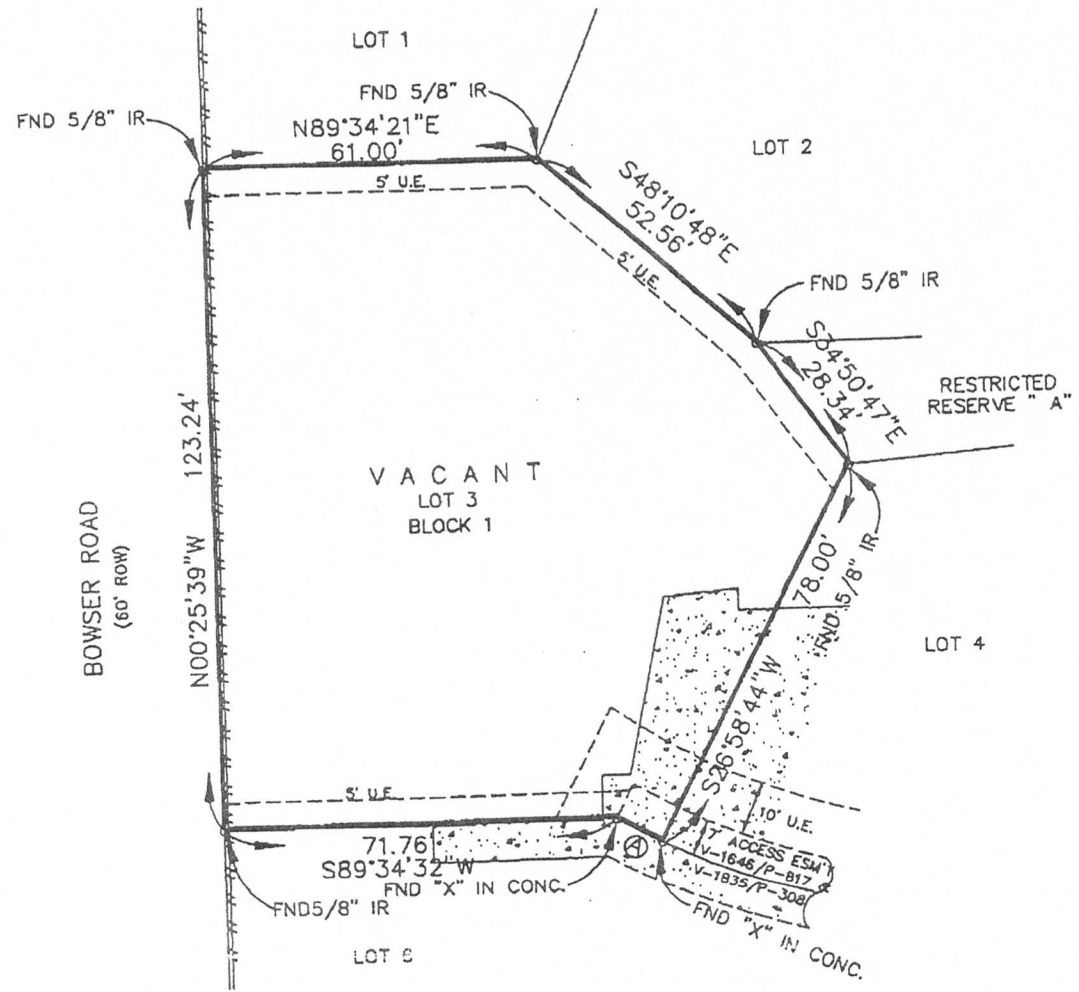 LOT 1
FND 5/8" IR
FND 5/8" IR
N89°34'21"E
61.00'
5' U.E.
LOT 2
S48°10'48"E
52.56'
5' U.E.
FND 5/8" IR
S34°50'47"E
28.34'
RESTRICTED
RESERVE " A"
BOWSER ROAD
(60' ROW)
N00°25'39"W 123.24'
VACANT
LOT 3
BLOCK 1
S26°58'44"W 78.00'
FND 5/8" IR
LOT 4
5' U.E.
71.76'
S89°34'32"W
FND "X" IN CONC.
FND5/8" IR
A
10' U.E.
ACCESS ESM'T
V-1646/P-817 &
V-1835/P-308
FND "X" IN CONC.
LOT 6